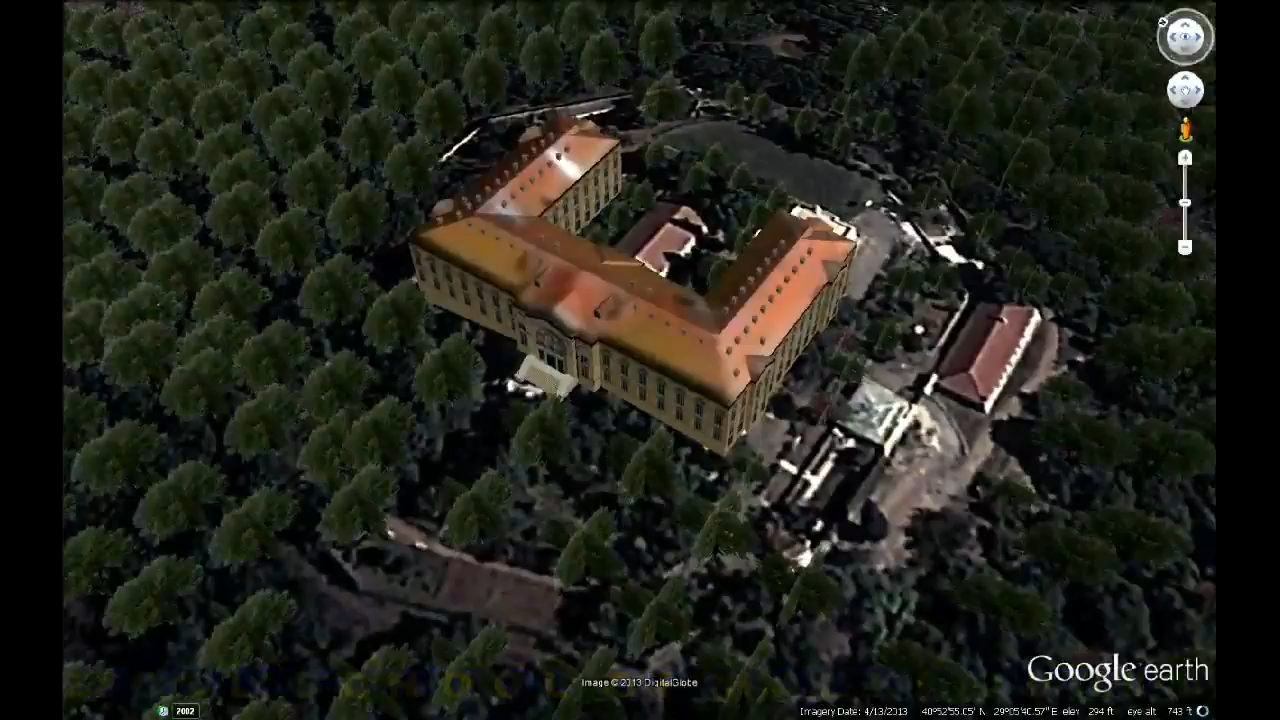 Google earth
Image © 2013 DigitalGlobe
2002
Imagery Date: 4/13/2013 40°52'55.05" N 29°05'40.57" E elev 294 ft eye alt 743 ft